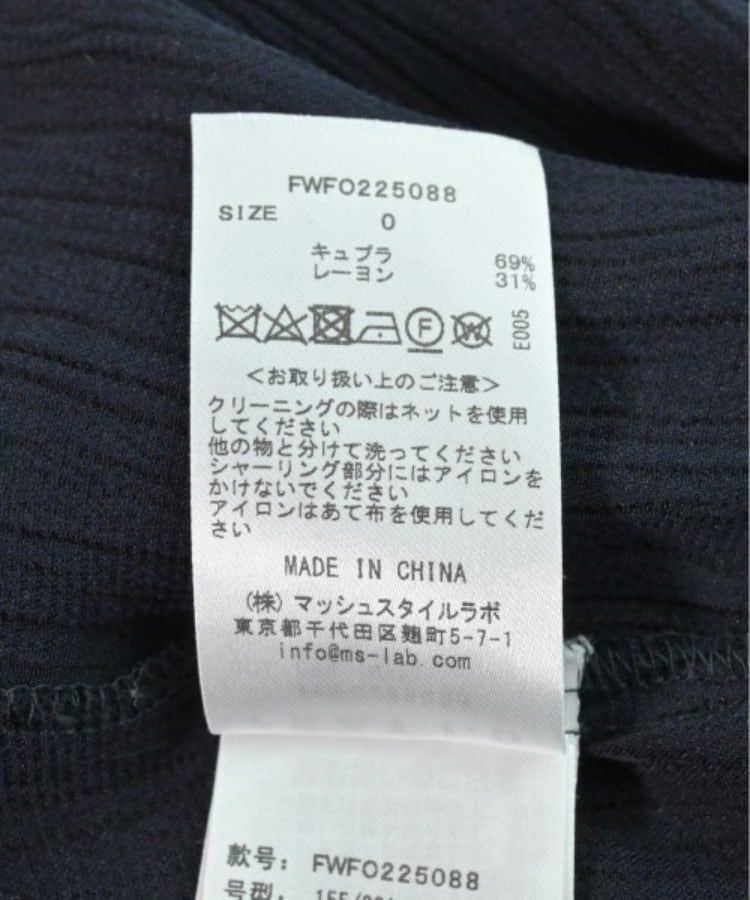 FWFO225088
SIZE 0
キュプラ 69%
レーヨン 31%
F W E005
＜お取り扱い上のご注意＞
クリーニングの際はネットを使用
してください
他の物と分けて洗ってください
シャーリング部分にはアイロンを
かけないでください
アイロンはあて布を使用してくだ
さい
MADE IN CHINA
(株) マッシュスタイルラボ
東京都千代田区麹町5-7-1
info@ms-lab.com
款号: FWFO225088
号型: